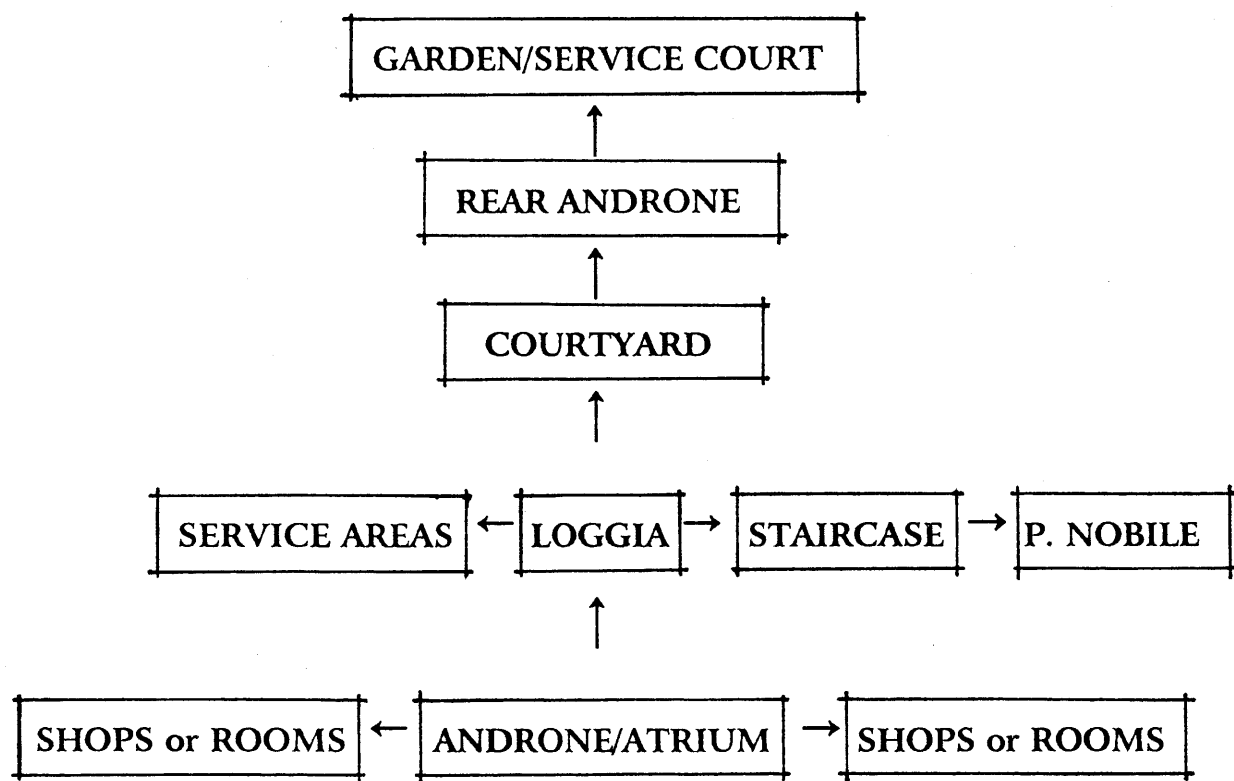 GARDEN/SERVICE COURT
REAR ANDRONE
COURTYARD
SERVICE AREAS
LOGGIA
STAIRCASE
P. NOBILE
SHOPS or ROOMS
ANDRONE/ATRIUM
SHOPS or ROOMS